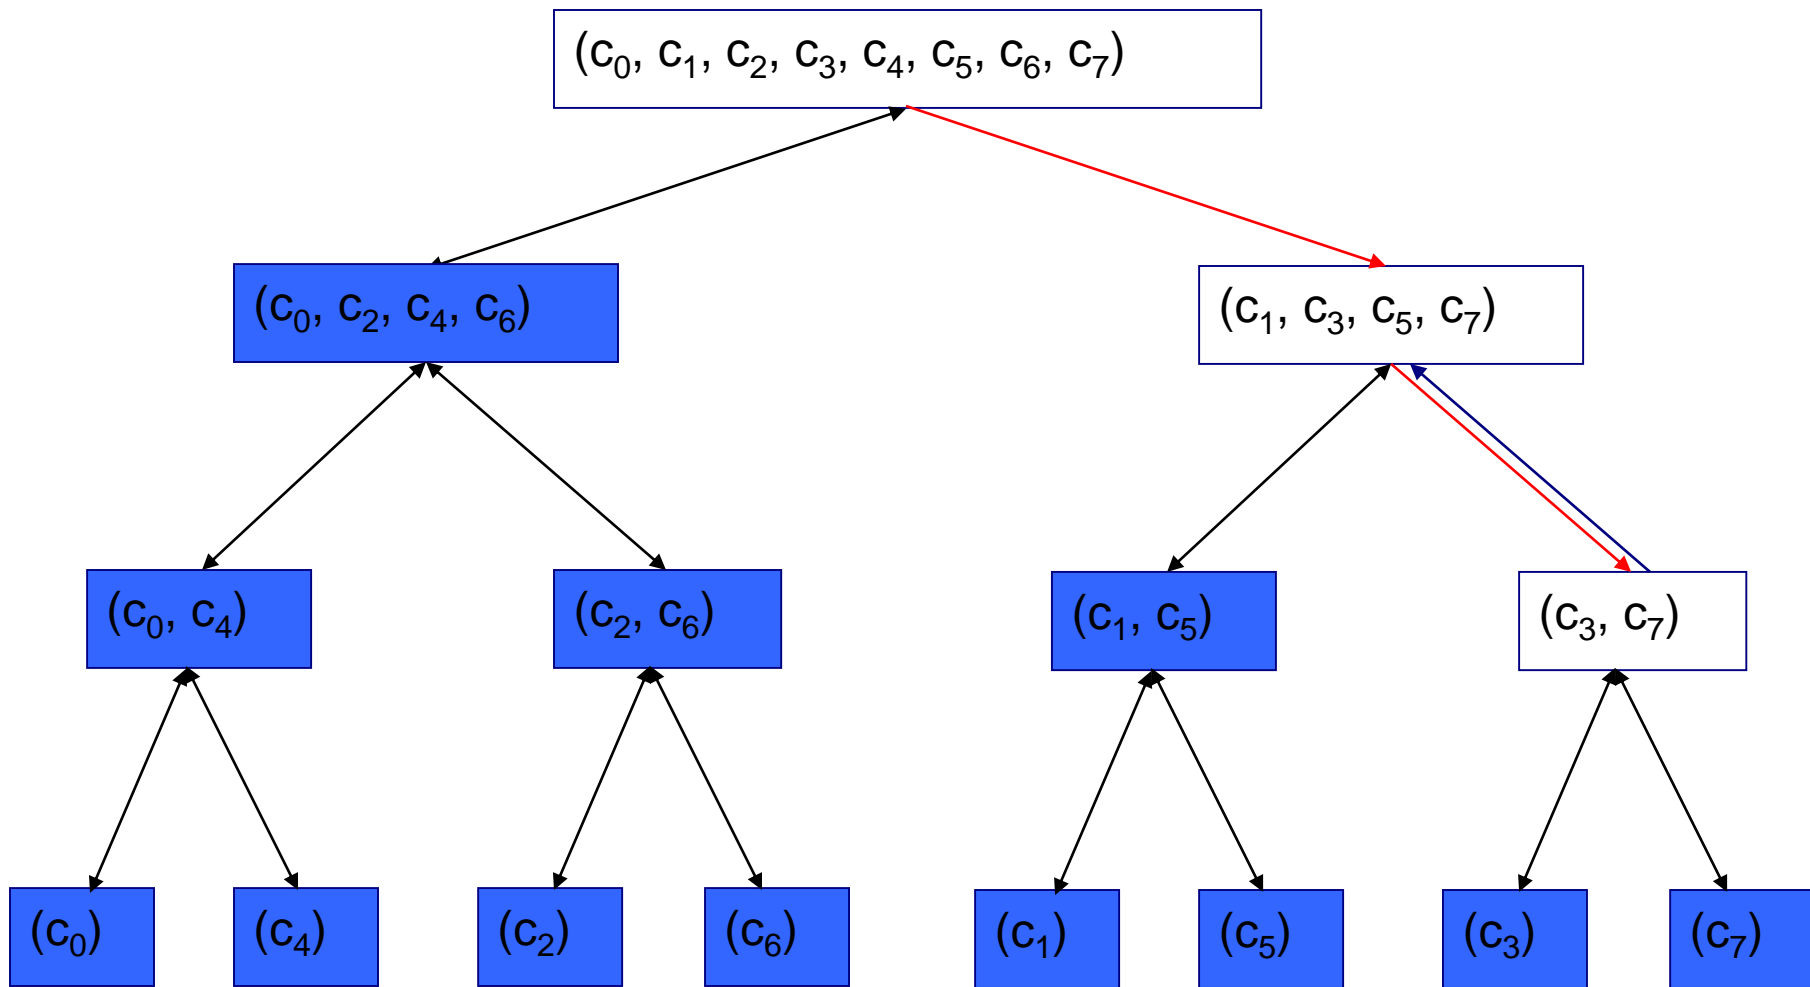 (c₀, c₁, c₂, c₃, c₄, c₅, c₆, c₇)
(c₀, c₂, c₄, c₆)
(c₁, c₃, c₅, c₇)
(c₀, c₄)
(c₂, c₆)
(c₁, c₅)
(c₃, c₇)
(c₀)
(c₄)
(c₂)
(c₆)
(c₁)
(c₅)
(c₃)
(c₇)